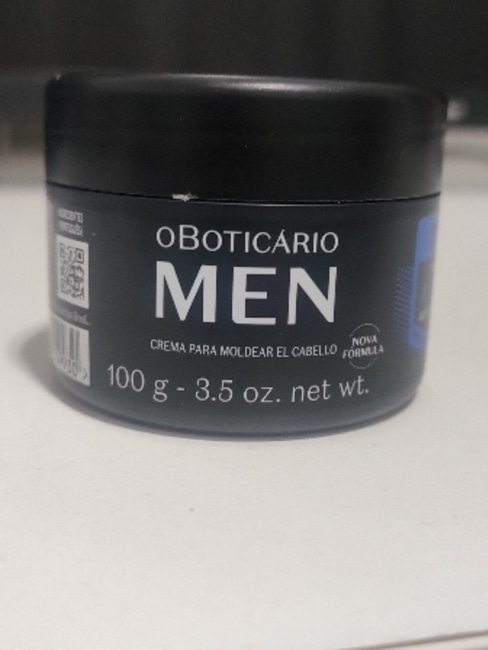 oBOTICÁRIO
MEN
CREMA PARA MOLDEAR EL CABELLO
NOVA
FÓRMULA
100 g - 3.5 oz. net wt.